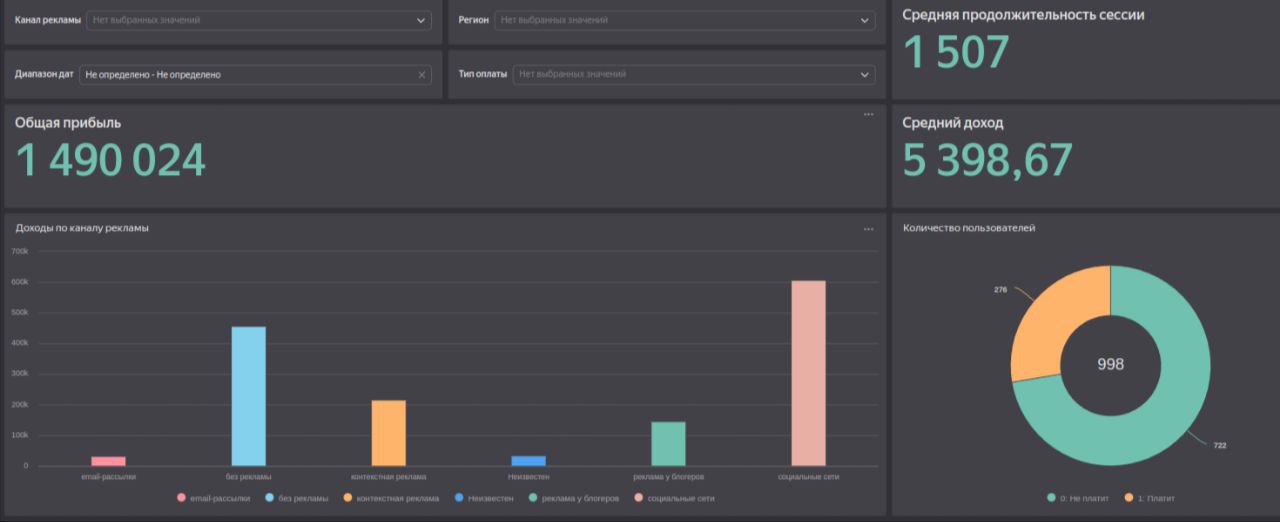 Канал рекламы Нет выбранных значений
Регион Нет выбранных значений
Средняя продолжительность сессии
1 507
Диапазон дат Не определено - Не определено
Тип оплаты Нет выбранных значений
Общая прибыль
1 490 024
Средний доход
5 398,67
Доходы по каналу рекламы
700k
600k
500k
400k
300k
200k
100k
0
email-рассылки
без рекламы
контекстная реклама
Неизвестен
реклама у блогеров
социальные сети
email-рассылки без рекламы контекстная реклама Неизвестен реклама у блогеров социальные сети
Количество пользователей
276
998
722
0: Не платит 1: Платит